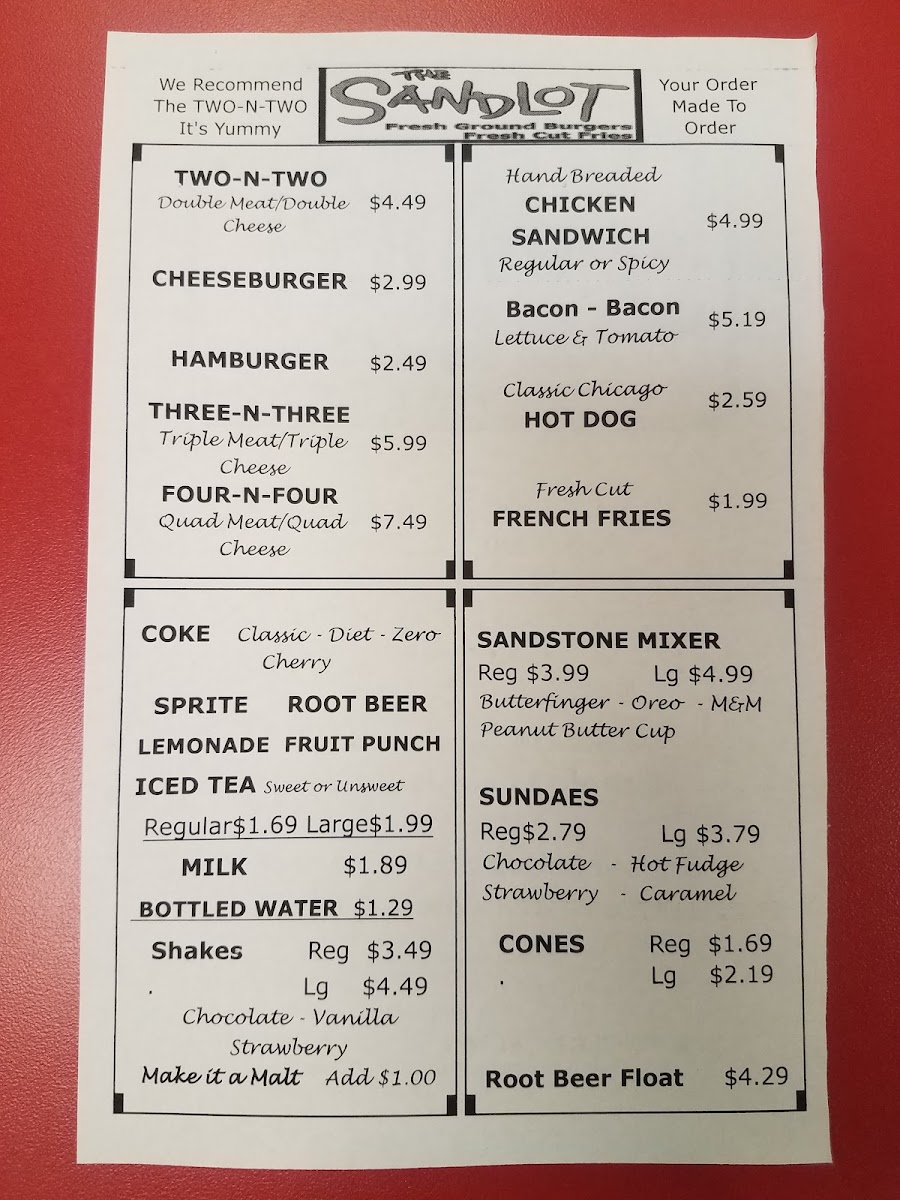 We Recommend
The TWO-N-TWO
It's Yummy
THE
SANDLOT
Fresh Ground Burgers
Fresh Cut Fries
Your Order
Made To
Order
TWO-N-TWO
Double Meat/Double $4.49
Cheese
CHEESEBURGER $2.99
HAMBURGER $2.49
THREE-N-THREE
Triple Meat/Triple $5.99
Cheese
FOUR-N-FOUR
Quad Meat/Quad $7.49
Cheese
Hand Breaded
CHICKEN $4.99
SANDWICH
Regular or Spicy
Bacon - Bacon $5.19
Lettuce & Tomato
Classic Chicago $2.59
HOT DOG
Fresh Cut $1.99
FRENCH FRIES
COKE Classic - Diet - Zero
Cherry
SPRITE ROOT BEER
LEMONADE FRUIT PUNCH
ICED TEA Sweet or Unsweet
Regular$1.69 Large$1.99
MILK $1.89
BOTTLED WATER $1.29
Shakes Reg $3.49
. Lg $4.49
Chocolate - Vanilla
Strawberry
Make it a Malt Add $1.00
SANDSTONE MIXER
Reg $3.99 Lg $4.99
Butterfinger - Oreo - M&M
Peanut Butter Cup
SUNDAES
Reg$2.79 Lg $3.79
Chocolate - Hot Fudge
Strawberry - Caramel
CONES Reg $1.69
. Lg $2.19
Root Beer Float $4.29